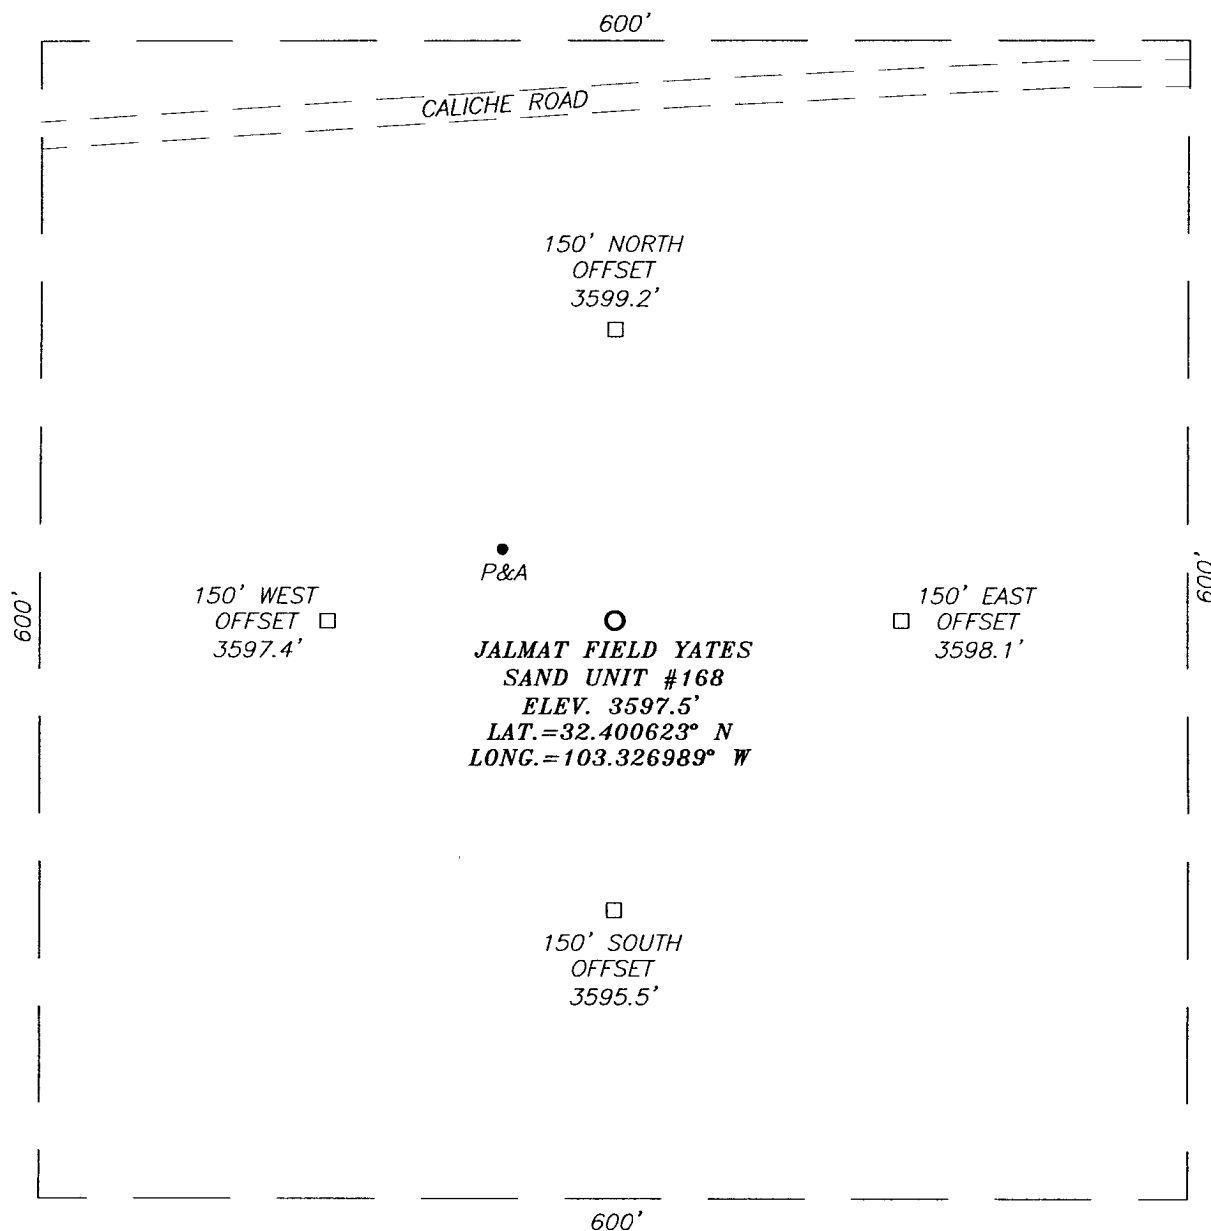 600'
CALICHE ROAD
150' NORTH
OFFSET
3599.2'
P&A
600'
150' WEST
OFFSET
3597.4'
150' EAST
OFFSET
3598.1'
600'
JALMAT FIELD YATES
SAND UNIT #168
ELEV. 3597.5'
LAT.=32.400623° N
LONG.=103.326989° W
150' SOUTH
OFFSET
3595.5'
600'